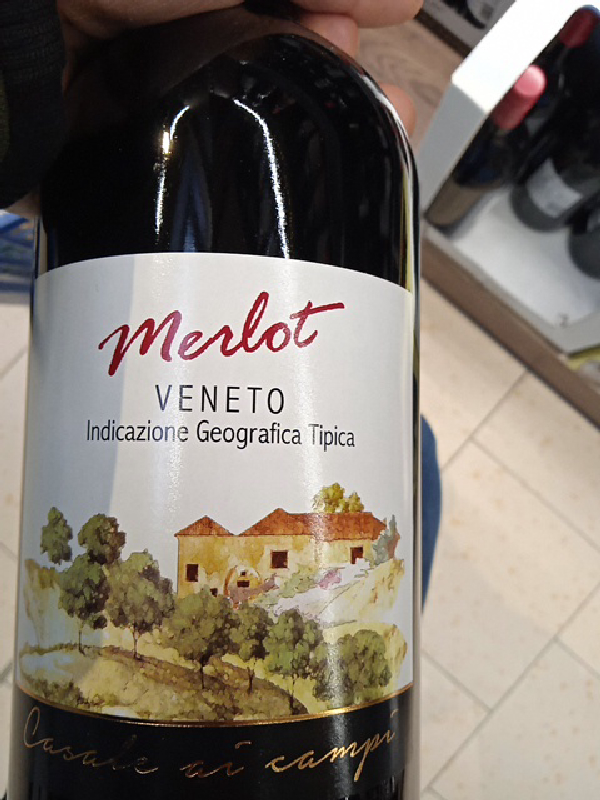 Merlot
VENETO
Indicazione Geografica Tipica
Casale ai campi